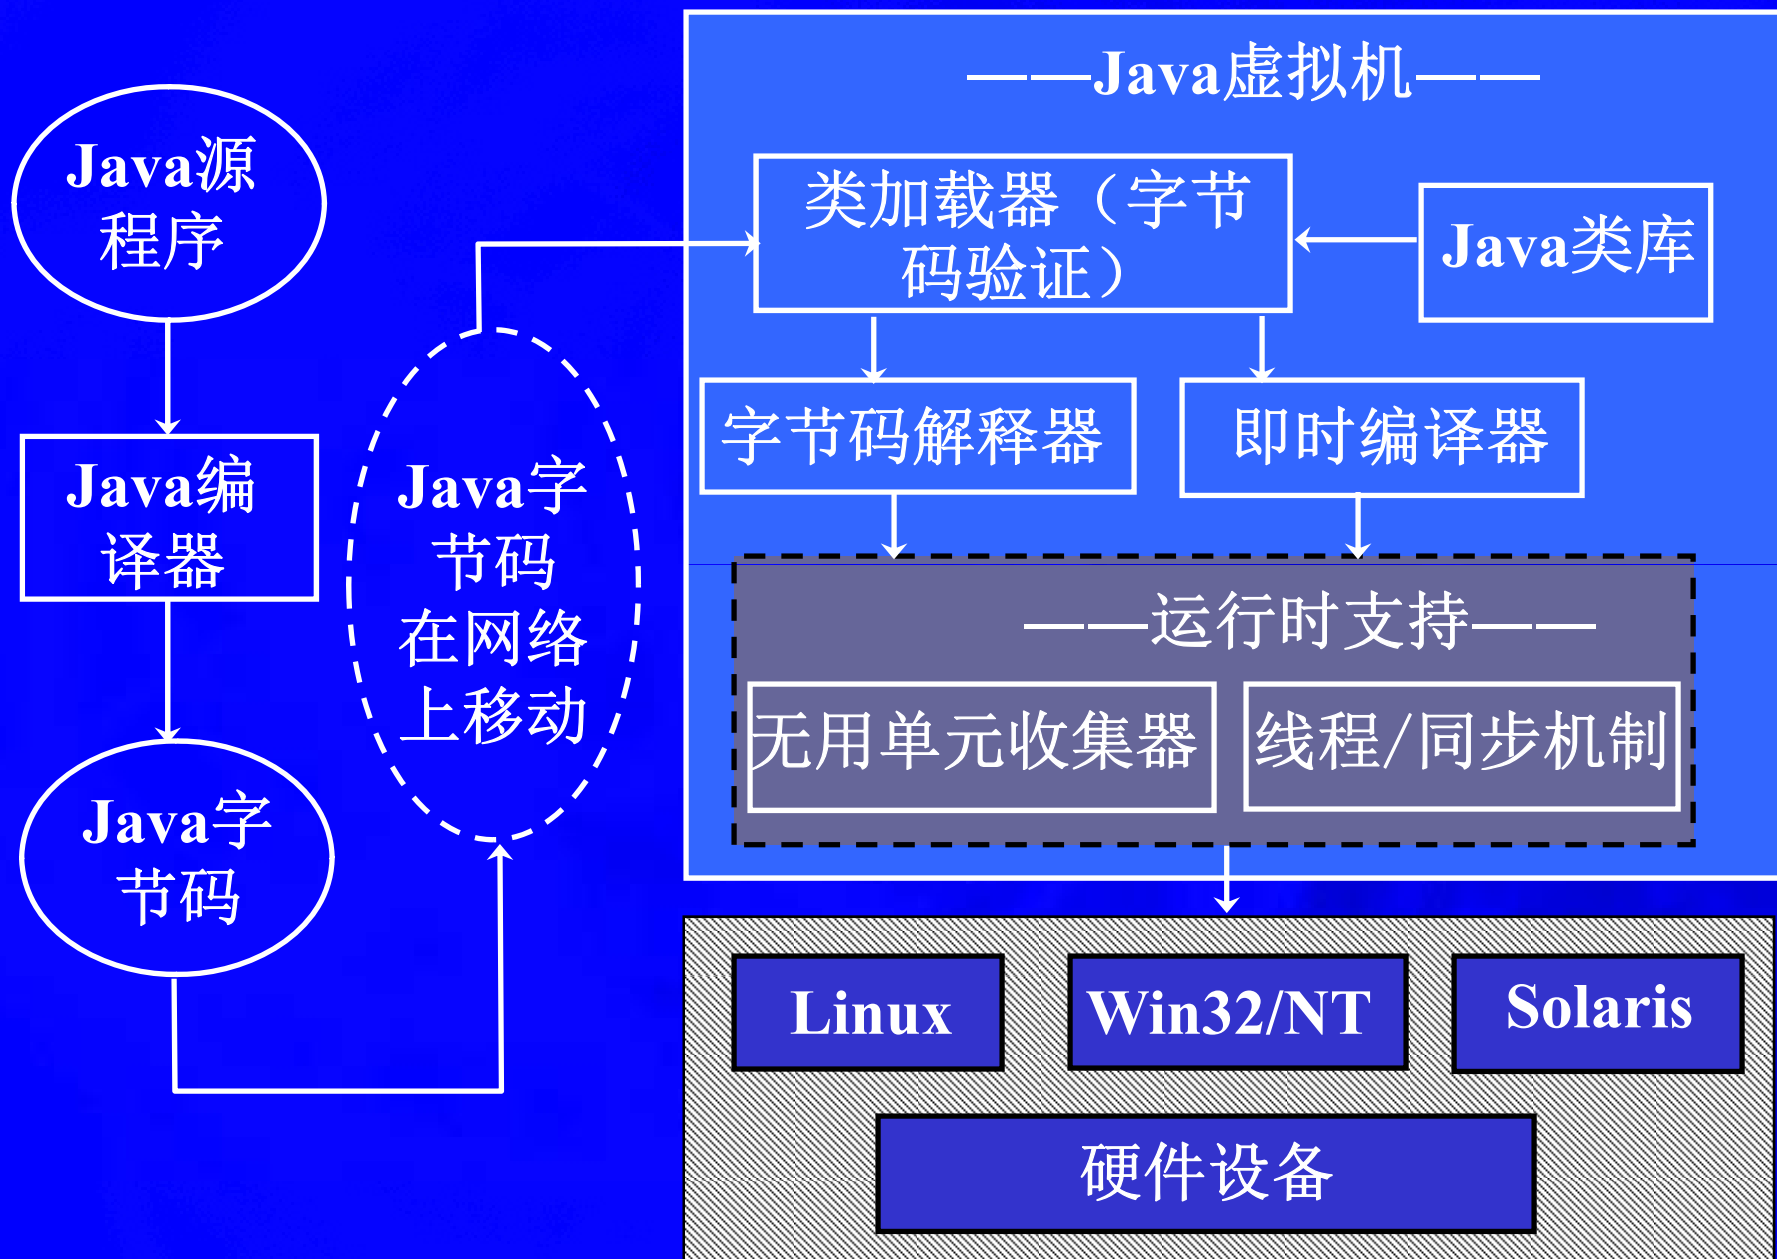 Java源
程序
Java编
译器
Java字
节码
Java字
节码
在网络
上移动
——Java虚拟机——
类加载器（字节
码验证）
Java类库
字节码解释器
即时编译器
——运行时支持——
无用单元收集器
线程/同步机制
Linux
Win32/NT
Solaris
硬件设备